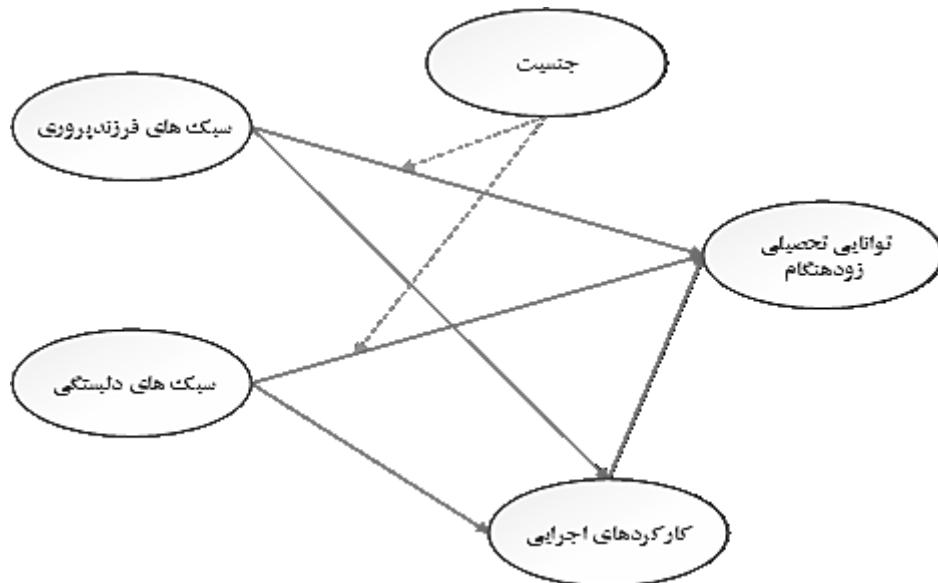 جنسیت
سبک های فرزندپروری
توانایی تحصیلی
زودهنگام
سبک های دلبستگی
کارکردهای اجرایی